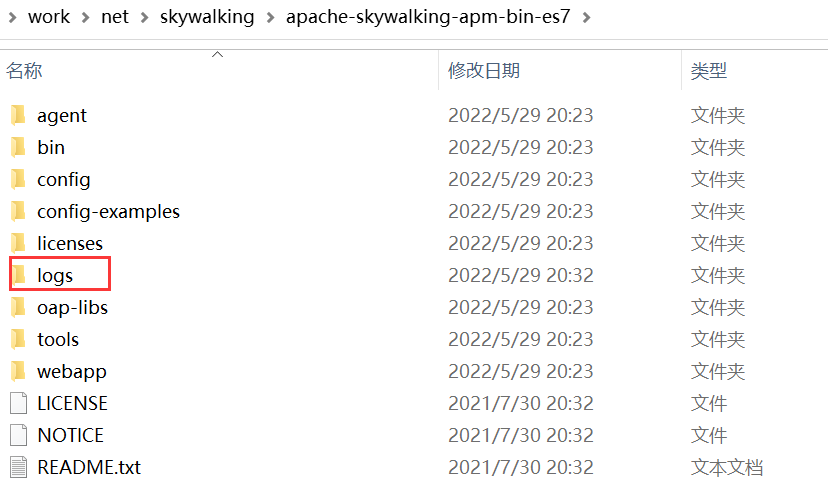 work net skywalking apache-skywalking-apm-bin-es7
名称 修改日期 类型
agent 2022/5/29 20:23 文件夹
bin 2022/5/29 20:23 文件夹
config 2022/5/29 20:23 文件夹
config-examples 2022/5/29 20:23 文件夹
licenses 2022/5/29 20:23 文件夹
logs 2022/5/29 20:32 文件夹
oap-libs 2022/5/29 20:23 文件夹
tools 2022/5/29 20:23 文件夹
webapp 2022/5/29 20:23 文件夹
LICENSE 2021/7/30 20:32 文件
NOTICE 2021/7/30 20:32 文件
README.txt 2021/7/30 20:32 文本文档